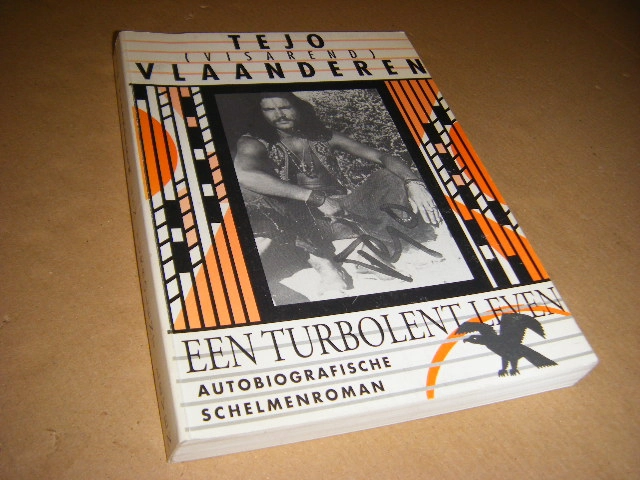 TEJO
(VISAREND)
VLAANDEREN
EEN TURBOLENT LEVEN
AUTOBIOGRAFISCHE
SCHELMENROMAN